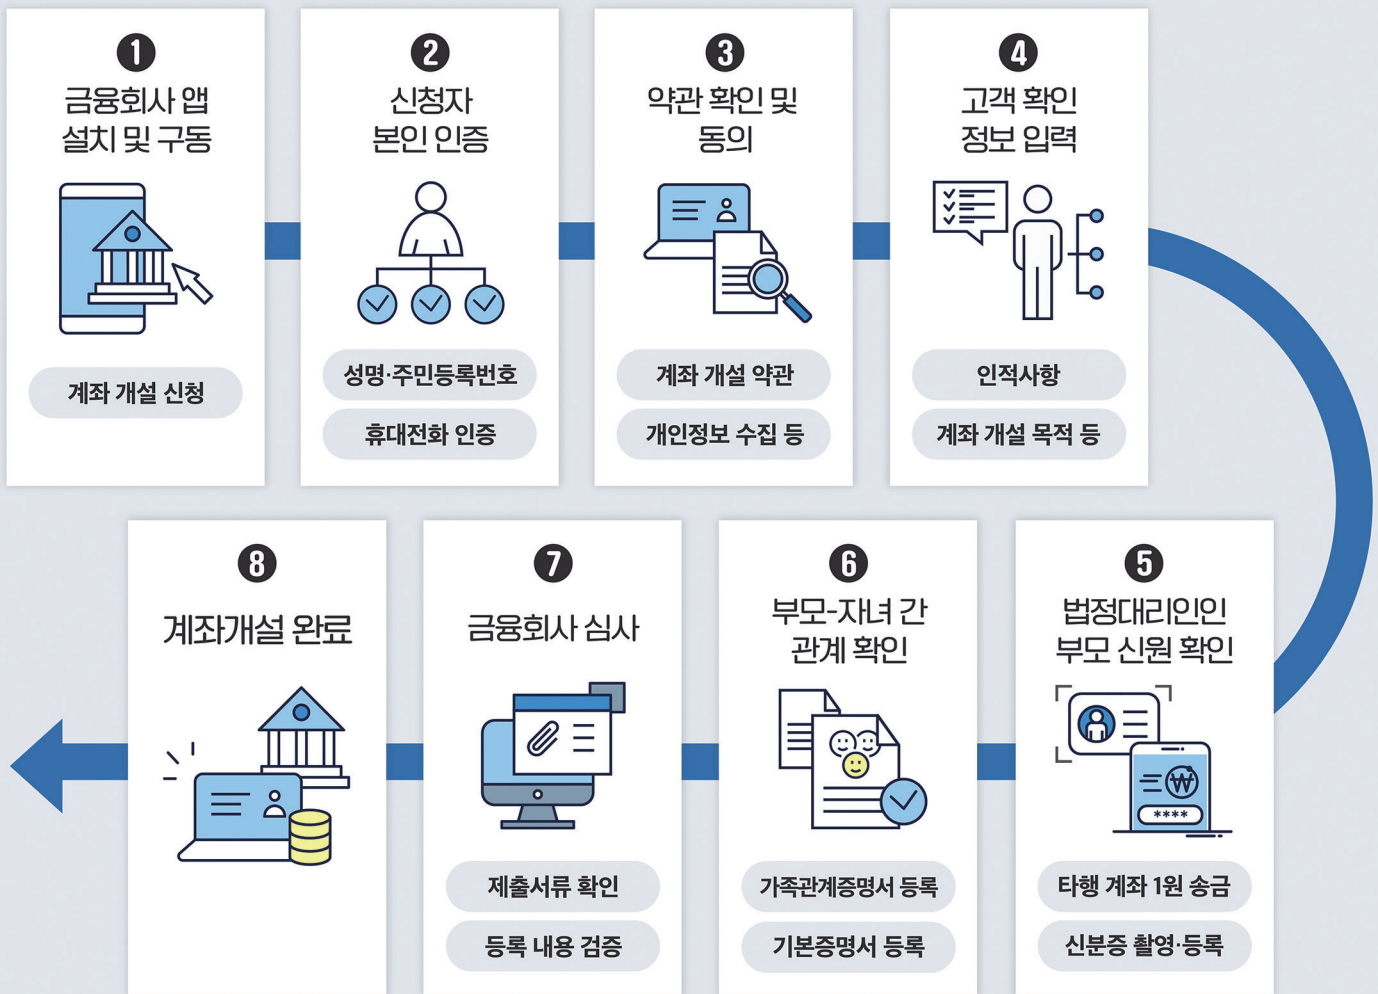 1
금융회사 앱
설치 및 구동
계좌 개설 신청
2
신청자
본인 인증
성명·주민등록번호
휴대전화 인증
3
약관 확인 및
동의
계좌 개설 약관
개인정보 수집 등
4
고객 확인
정보 입력
인적사항
계좌 개설 목적 등
5
법정대리인인
부모 신원 확인
₩
****
타행 계좌 1원 송금
신분증 촬영·등록
6
부모-자녀 간
관계 확인
가족관계증명서 등록
기본증명서 등록
7
금융회사 심사
제출서류 확인
등록 내용 검증
8
계좌개설 완료